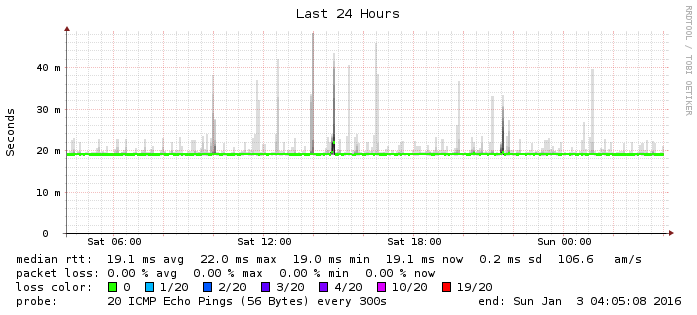 Last 24 Hours
RRDTOOL / TOBI OETIKER
Seconds
40 m
30 m
20 m
10 m
0
Sat 06:00 Sat 12:00 Sat 18:00 Sun 00:00
median rtt: 19.1 ms avg 22.0 ms max 19.0 ms min 19.1 ms now 0.2 ms sd 106.6 am/s
packet loss: 0.00 % avg 0.00 % max 0.00 % min 0.00 % now
loss color: 0 1/20 2/20 3/20 4/20 10/20 19/20
probe: 20 ICMP Echo Pings (56 Bytes) every 300s end: Sun Jan 3 04:05:08 2016